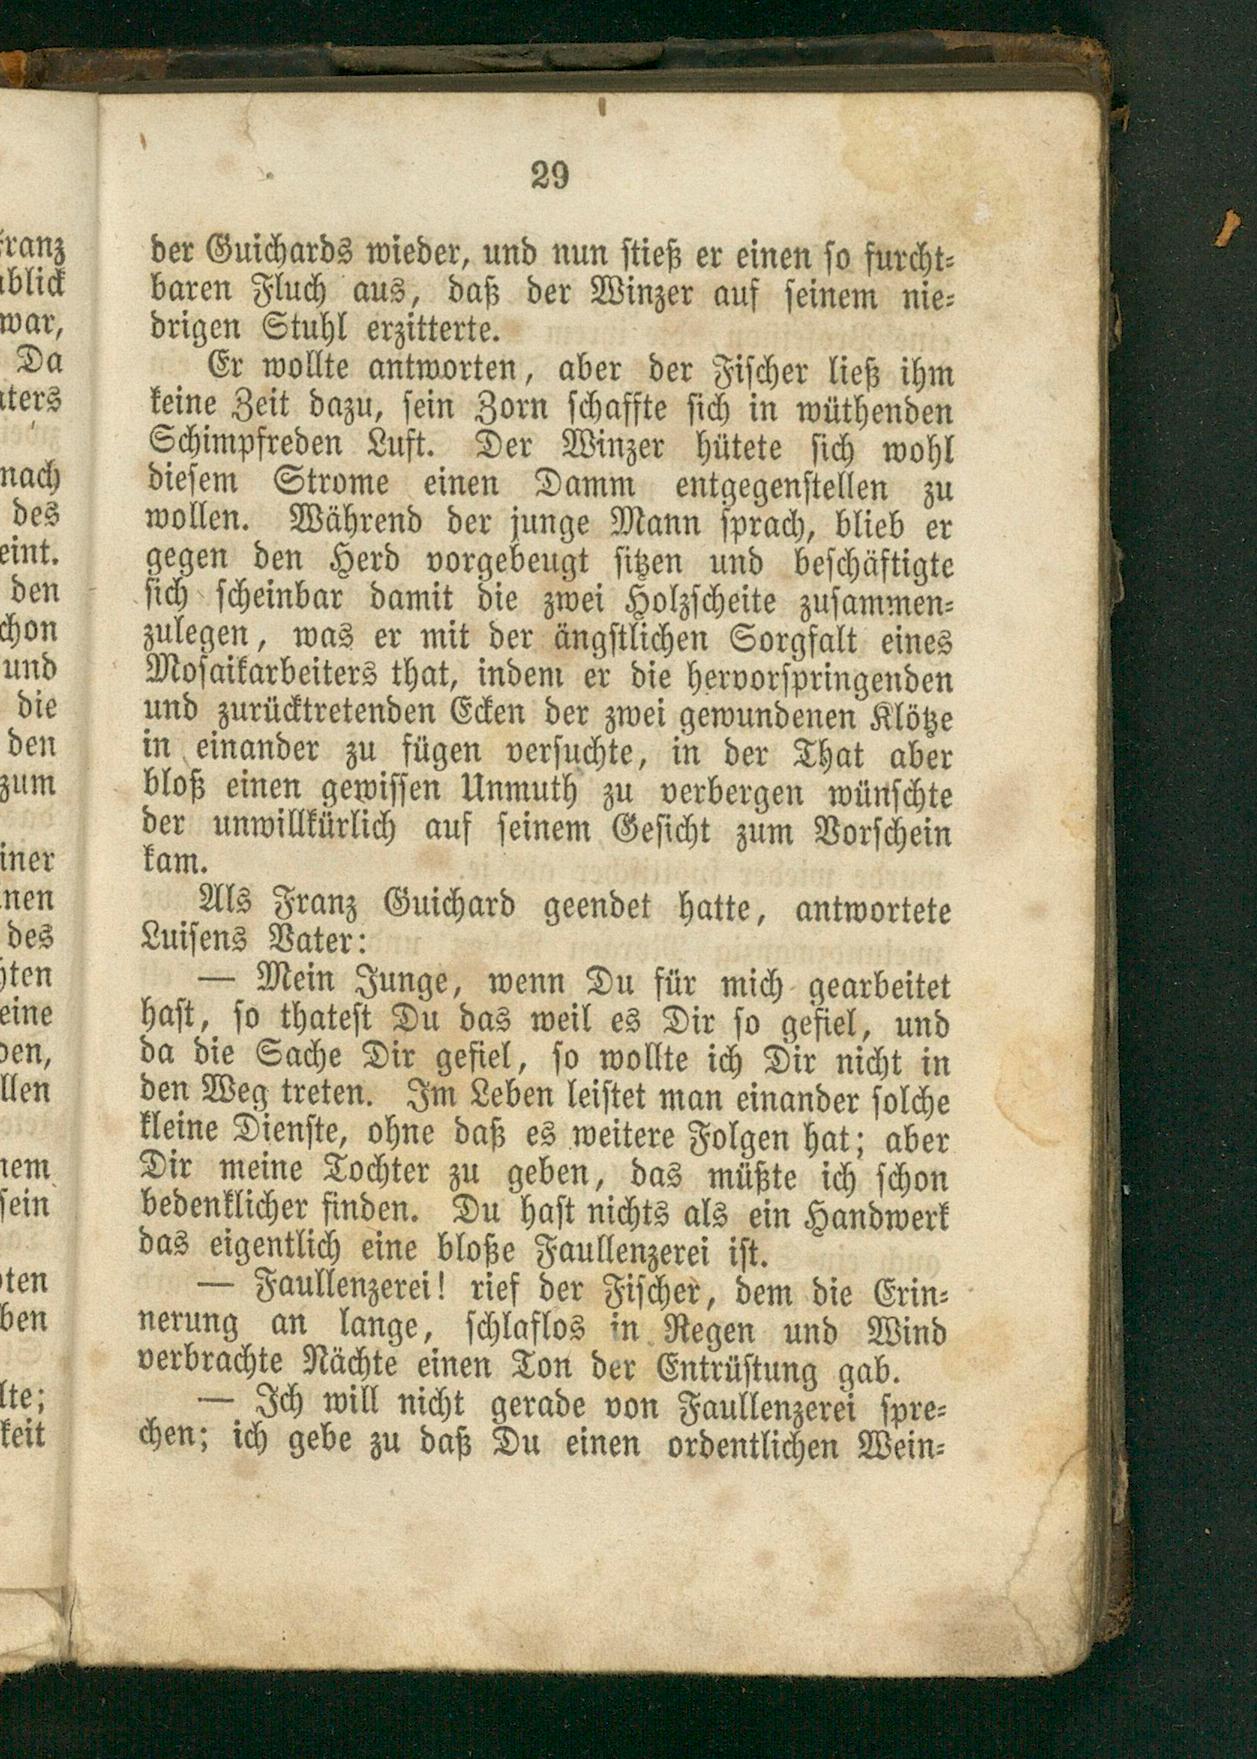 29
der Guichards wieder, und nun stieß er einen so furcht-
baren Fluch aus, daß der Winzer auf seinem nie-
drigen Stuhl erzitterte.
Er wollte antworten, aber der Fischer ließ ihm
keine Zeit dazu, sein Zorn schaffte sich in wüthenden
Schimpfreden Luft. Der Winzer hütete sich wohl
diesem Strome einen Damm entgegenstellen zu
wollen. Während der junge Mann sprach, blieb er
gegen den Herd vorgebeugt sitzen und beschäftigte
sich scheinbar damit die zwei Holzscheite zusammen-
zulegen, was er mit der ängstlichen Sorgfalt eines
Mosaikarbeiters that, indem er die hervorspringenden
und zurücktretenden Ecken der zwei gewundenen Klötze
in einander zu fügen versuchte, in der That aber
bloß einen gewissen Unmuth zu verbergen wünschte
der unwillkürlich auf seinem Gesicht zum Vorschein
kam.
Als Franz Guichard geendet hatte, antwortete
Luisens Vater:
— Mein Junge, wenn Du für mich gearbeitet
hast, so thatest Du das weil es Dir so gefiel, und
da die Sache Dir gefiel, so wollte ich Dir nicht in
den Weg treten. Im Leben leistet man einander solche
kleine Dienste, ohne daß es weitere Folgen hat; aber
Dir meine Tochter zu geben, das müßte ich schon
bedenklicher finden. Du hast nichts als ein Handwerk
das eigentlich eine bloße Faullenzerei ist.
— Faullenzerei! rief der Fischer, dem die Erin-
nerung an lange, schlaflos in Regen und Wind
verbrachte Nächte einen Ton der Entrüstung gab.
— Ich will nicht gerade von Faullenzerei spre-
chen; ich gebe zu daß Du einen ordentlichen Wein-